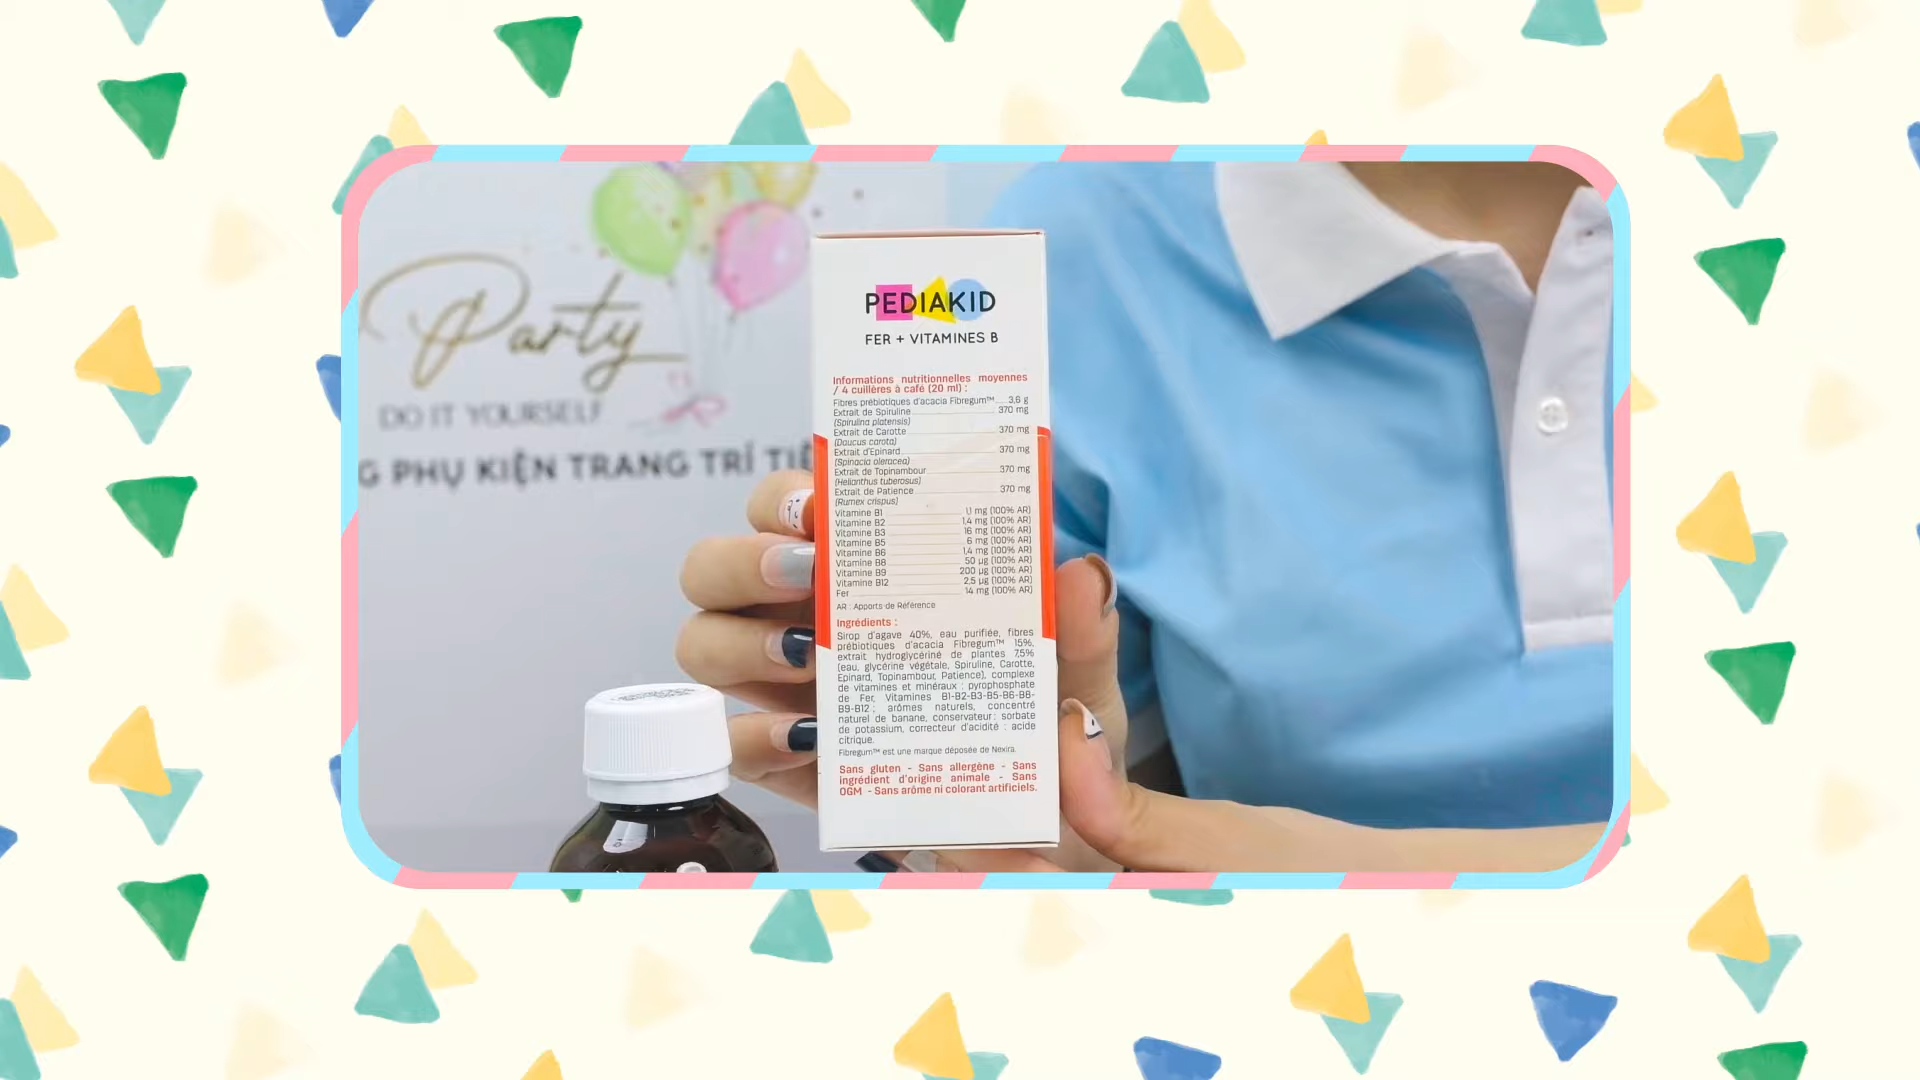 Party
DO IT YOURSELF
G PHỤ KIỆN TRANG TRÍ TIỆ
PEDIAKID
FER + VITAMINES B
Informations nutritionnelles moyennes
/ 4 cuillères à café (20 ml) :
Fibres prébiotiques d'acacia Fibregum™ 3,6 g
Extrait de Spiruline 370 mg
(Spirulina platensis)
Extrait de Carotte 370 mg
(Daucus carota)
Extrait d'Epinard 370 mg
(Spinacia oleracea)
Extrait de Topinambour 370 mg
(Helianthus tuberosus)
Extrait de Patience 370 mg
(Rumex crispus)
Vitamine B1 1,1 mg (100% AR)
Vitamine B2 1,4 mg (100% AR)
Vitamine B3 16 mg (100% AR)
Vitamine B5 6 mg (100% AR)
Vitamine B6 1,4 mg (100% AR)
Vitamine B8 50 µg (100% AR)
Vitamine B9 200 µg (100% AR)
Vitamine B12 2,5 µg (100% AR)
Fer 14 mg (100% AR)
AR : Apports de Référence
Ingrédients :
Sirop d'agave 40%, eau purifiée, fibres
prébiotiques d'acacia Fibregum™ 15%,
extrait hydroglycériné de plantes 7,5%
(eau, glycérine végétale, Spiruline, Carotte,
Epinard, Topinambour, Patience), complexe
de vitamines et minéraux : pyrophosphate
de Fer, Vitamines B1-B2-B3-B5-B6-B8-
B9-B12 ; arômes naturels, concentré
naturel de banane, conservateur : sorbate
de potassium, correcteur d'acidité : acide
citrique.
Fibregum™ est une marque déposée de Nexira.
Sans gluten - Sans allergène - Sans
ingrédient d'origine animale - Sans
OGM - Sans arôme ni colorant artificiels.